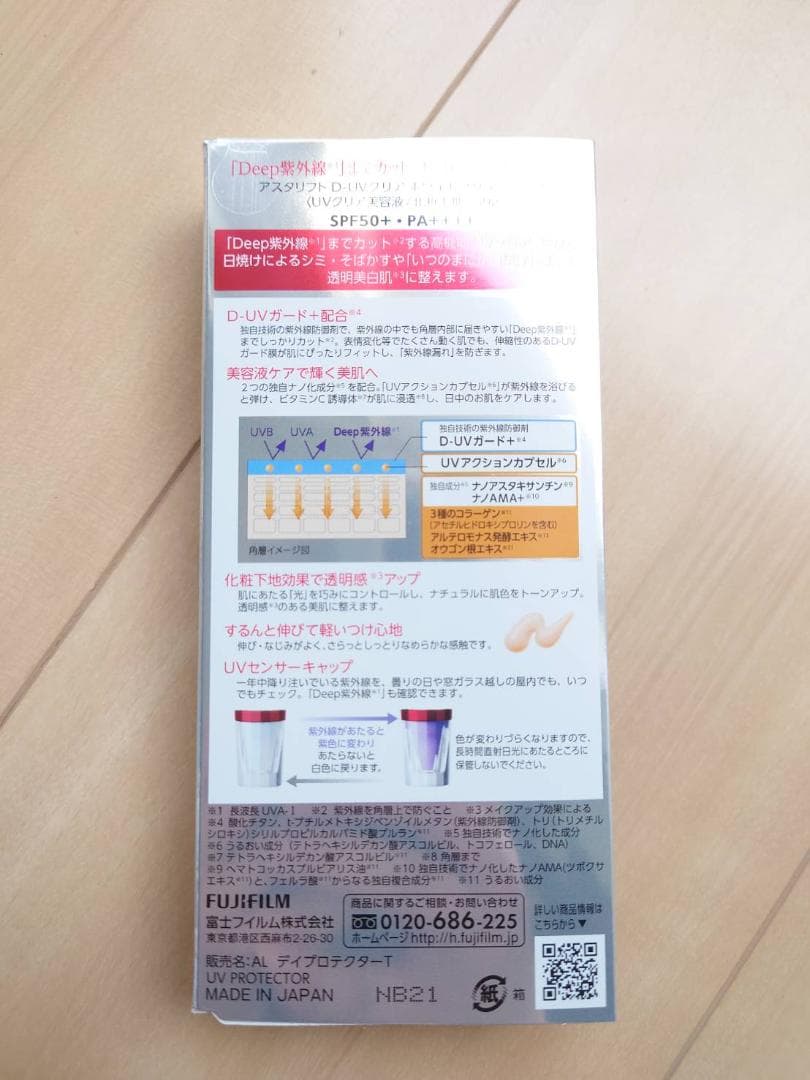 「Deep紫外線※1」までカット
アスタリフト D-UVクリア
〈UVクリア美容液
SPF50+・PA++++
「Deep紫外線※1」までカット※2する高機能
日焼けによるシミ・そばかすや「いつのまに
透明美白肌※3に整えます。
D-UVガード+配合※4
独自技術の紫外線防御剤で、紫外線の中でも角層内部に届きやすい「Deep紫外線※1」
までしっかりカット※2。表情変化等でたくさん動く肌でも、伸縮性のあるD-UV
ガード膜が肌にぴったりフィットし、「紫外線漏れ」を防ぎます。
美容液ケアで輝く美肌へ
2つの独自ナノ化成分※5を配合。「UVアクションカプセル※6」が紫外線を浴びる
と弾け、ビタミンC誘導体※7が肌に浸透※8し、日中のお肌をケアします。
UVB UVA Deep紫外線※1
独自技術の紫外線防御剤
D-UVガード+※4
UVアクションカプセル※6
独自成分※5 ナノアスタキサンチン※9
ナノAMA+※10
3種のコラーゲン※11
(アセチルヒドロキシプロリンを含む)
アルテロモナス発酵エキス※11
オウゴン根エキス※11
角層イメージ図
化粧下地効果で透明感※3アップ
肌にあたる「光」を巧みにコントロールし、ナチュラルに肌色をトーンアップ。
透明感※3のある美肌に整えます。
するんと伸びて軽いつけ心地
伸び・なじみがよく、さらっとしっとりなめらかな感触です。
UVセンサーキャップ
一年中降り注いでいる紫外線を、曇りの日や窓ガラス越しの屋内でも、いつ
でもチェック。「Deep紫外線※1」も確認できます。
紫外線があたると
紫色に変わり
あたらないと
白色に戻ります。
色が変わりづらくなりますので、
長時間直射日光にあたるところに
保管しないでください。
※1 長波長UVA-1 ※2 紫外線を角層上で防ぐこと ※3 メイクアップ効果による
※4 酸化チタン、t-ブチルメトキシジベンゾイルメタン(紫外線防御剤)、トリ(トリメチル
シロキシ)シリルプロピルカルバミド酸プルラン※11 ※5 独自技術でナノ化した成分
※6 うるおい成分(テトラヘキシルデカン酸アスコルビル、トコフェロール、DNA)
※7 テトラヘキシルデカン酸アスコルビル※11 ※8 角層まで
※9 ヘマトコッカスプルビアリス油※11 ※10 独自技術でナノ化したナノAMA(ツボクサ
エキス※11)と、フェルラ酸※11からなる独自複合成分※11 ※11 うるおい成分
FUJIFILM
富士フイルム株式会社
東京都港区西麻布2-26-30
商品に関するご相談・お問い合わせ
0120-686-225
ホームページ http://h.fujifilm.jp
詳しい商品情報は
こちらから▼
販売名:AL デイプロテクターT
UV PROTECTOR
MADE IN JAPAN
NB21
紙 箱